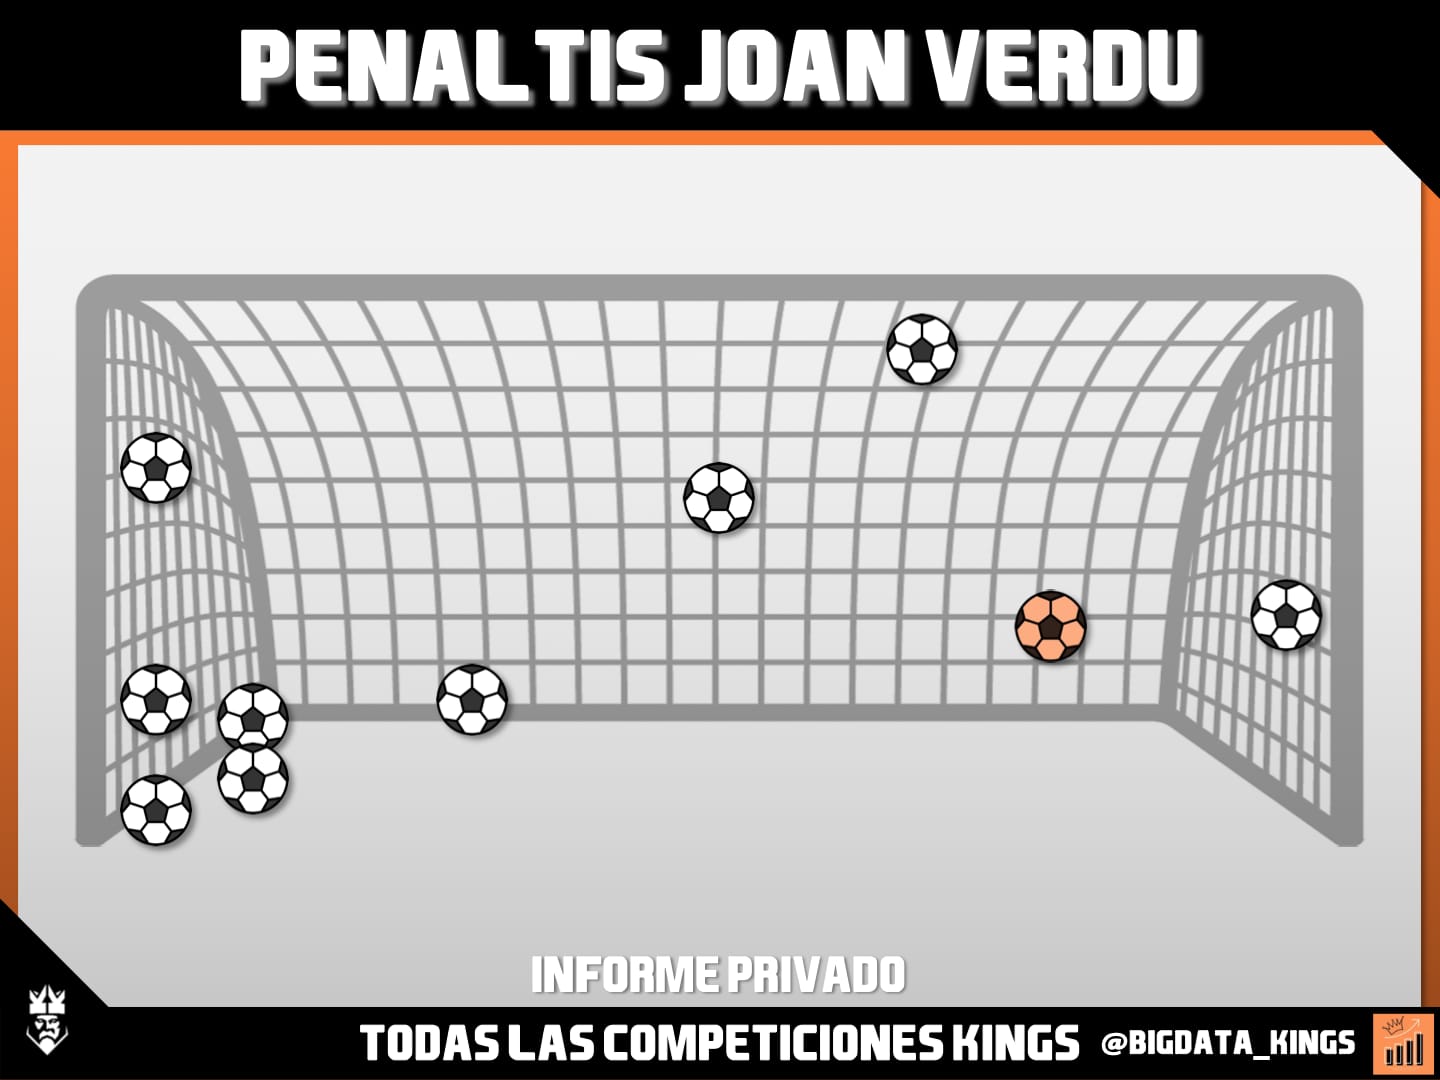 PENALTIS JOAN VERDU
INFORME PRIVADO
TODAS LAS COMPETICIONES KINGS
@BIGDATA_KINGS